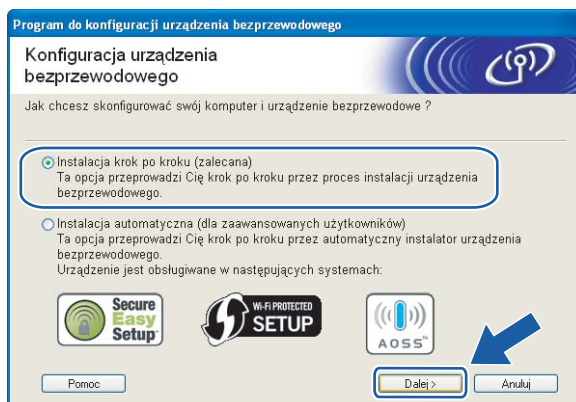 Program do konfiguracji urządzenia bezprzewodowego
Konfiguracja urządzenia
bezprzewodowego
Jak chcesz skonfigurować swój komputer i urządzenie bezprzewodowe ?
Instalacja krok po kroku (zalecana)
Ta opcja przeprowadzi Cię krok po kroku przez proces instalacji urządzenia
bezprzewodowego.
Instalacja automatyczna (dla zaawansowanych użytkowników)
Ta opcja przeprowadzi Cię krok po kroku przez automatyczny instalator urządzenia
bezprzewodowego.
Urządzenie jest obsługiwane w następujących systemach:
Secure
Easy
Setup™
Wi-Fi PROTECTED
SETUP
AOSS™
Pomoc
Dalej >
Anuluj